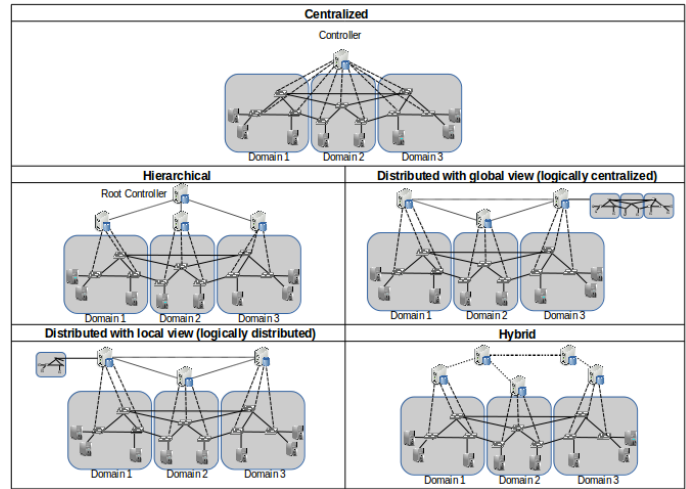 Centralized
Controller
Domain 1 Domain 2 Domain 3
Hierarchical
Root Controller
Domain 1 Domain 2 Domain 3
Distributed with global view (logically centralized)
Domain 1 Domain 2 Domain 3
Distributed with local view (logically distributed)
Domain 1 Domain 2 Domain 3
Hybrid
Domain 1 Domain 2 Domain 3